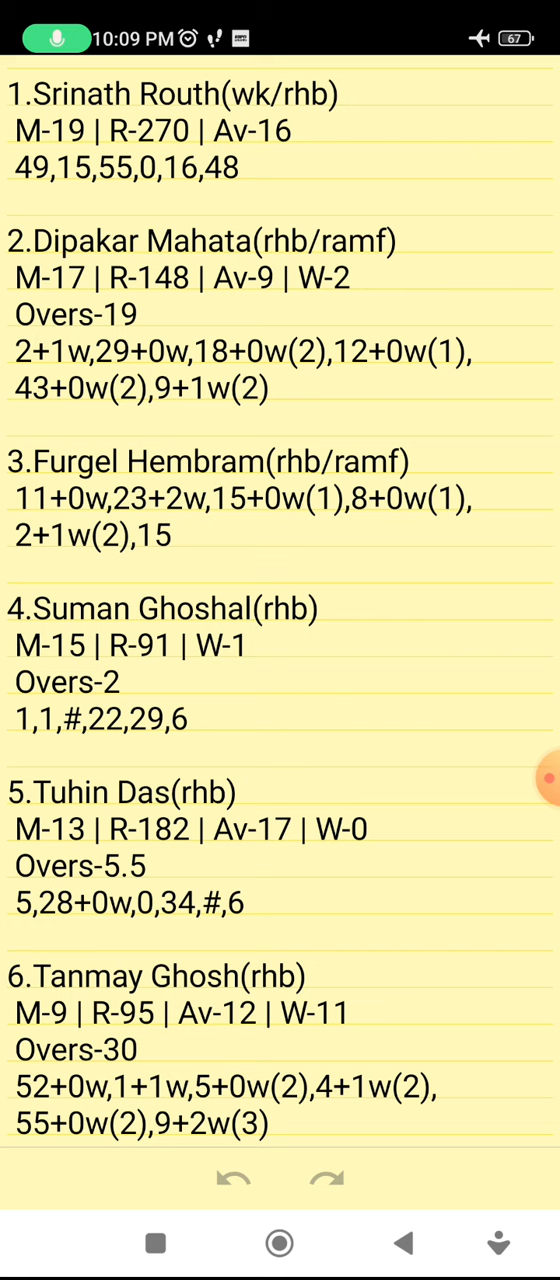 10:09 PM
67
1.Srinath Routh(wk/rhb)
M-19 | R-270 | Av-16
49,15,55,0,16,48
2.Dipakar Mahata(rhb/ramf)
M-17 | R-148 | Av-9 | W-2
Overs-19
2+1w,29+0w,18+0w(2),12+0w(1),
43+0w(2),9+1w(2)
3.Furgel Hembram(rhb/ramf)
11+0w,23+2w,15+0w(1),8+0w(1),
2+1w(2),15
4.Suman Ghoshal(rhb)
M-15 | R-91 | W-1
Overs-2
1,1,#,22,29,6
5.Tuhin Das(rhb)
M-13 | R-182 | Av-17 | W-0
Overs-5.5
5,28+0w,0,34,#,6
6.Tanmay Ghosh(rhb)
M-9 | R-95 | Av-12 | W-11
Overs-30
52+0w,1+1w,5+0w(2),4+1w(2),
55+0w(2),9+2w(3)